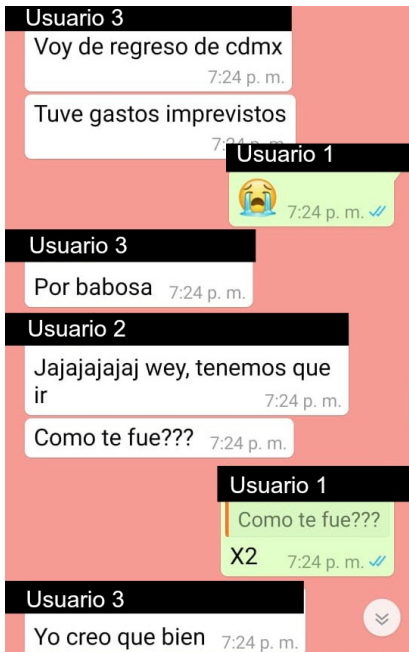 Usuario 3
Voy de regreso de cdmx
7:24 p. m.
Tuve gastos imprevistos
Usuario 1
😭 7:24 p. m.
Usuario 3
Por babosa 7:24 p. m.
Usuario 2
Jajajajajaj wey, tenemos que
ir 7:24 p. m.
Como te fue??? 7:24 p. m.
Usuario 1
Como te fue???
X2 7:24 p. m.
Usuario 3
Yo creo que bien 7:24 p. m.